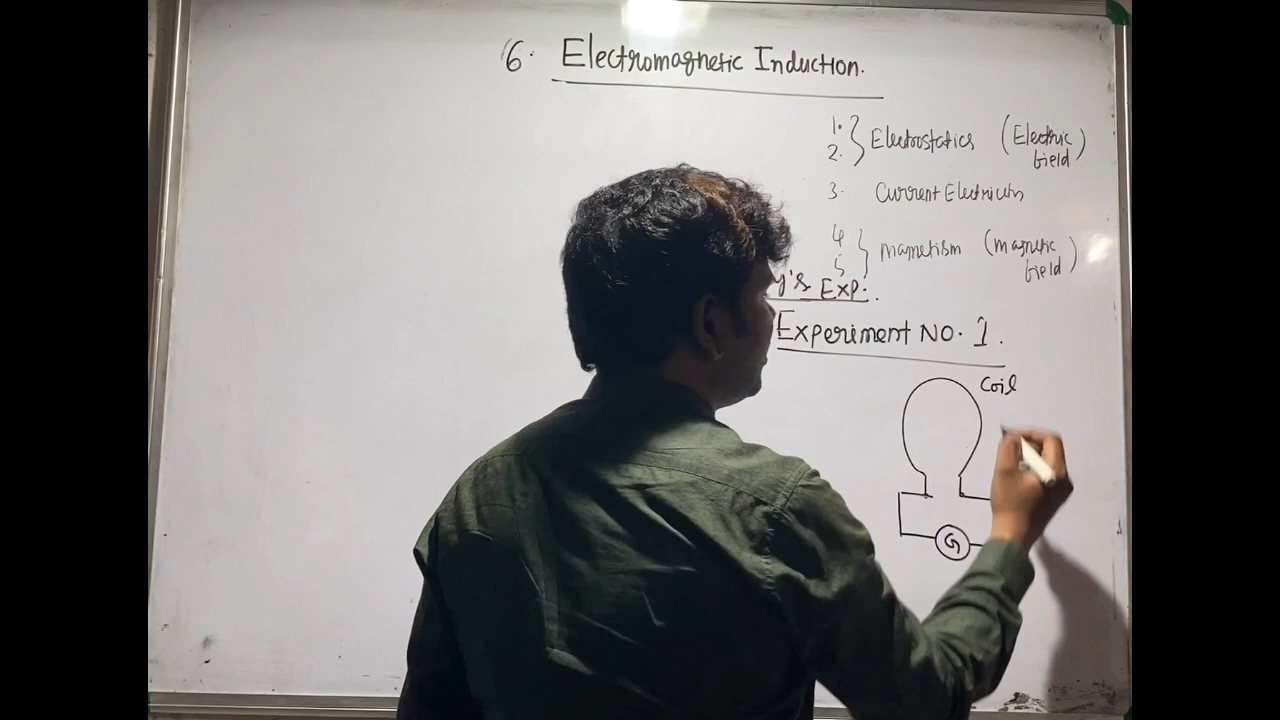 6. Electromagnetic Induction.
1.
2. } Electrostatics (Electric field)
3. Current Electricity
4
5 } magnetism (magnetic field)
y's Exp:.
Experiment No. 1.
Coil
G